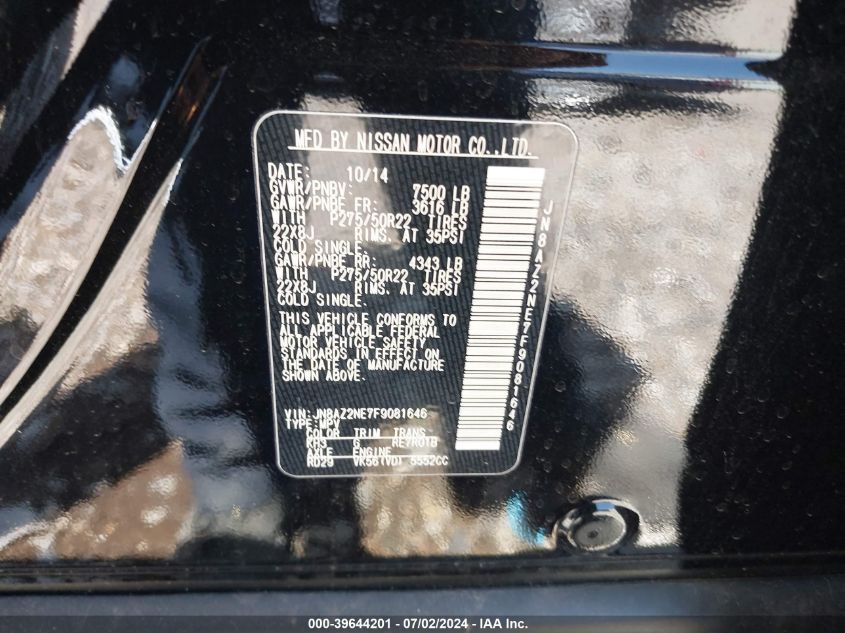 MFD BY NISSAN MOTOR CO.,LTD.
DATE: 10/14
GVWR/PNBV: 7500 LB
GAWR/PNBE FR: 3616 LB
WITH P275/50R22 TIRES
22X8J RIMS. AT 35PSI
COLD SINGLE.
GAWR/PNBE RR: 4343 LB
WITH P275/50R22 TIRES
22X8J RIMS. AT 35PSI
COLD SINGLE.
THIS VEHICLE CONFORMS TO
ALL APPLICABLE FEDERAL
MOTOR VEHICLE SAFETY
STANDARDS IN EFFECT ON
THE DATE OF MANUFACTURE
SHOWN ABOVE.
VIN:JN8AZ2NE7F9081646
TYPE:MPV
COLOR TRIM TRANS
KH3 G RE7R01B
AXLE ENGINE
RD29 VK56(VD) 5552CC
JN8AZ2NE7F9081646
000-39644201 - 07/02/2024 - IAA Inc.